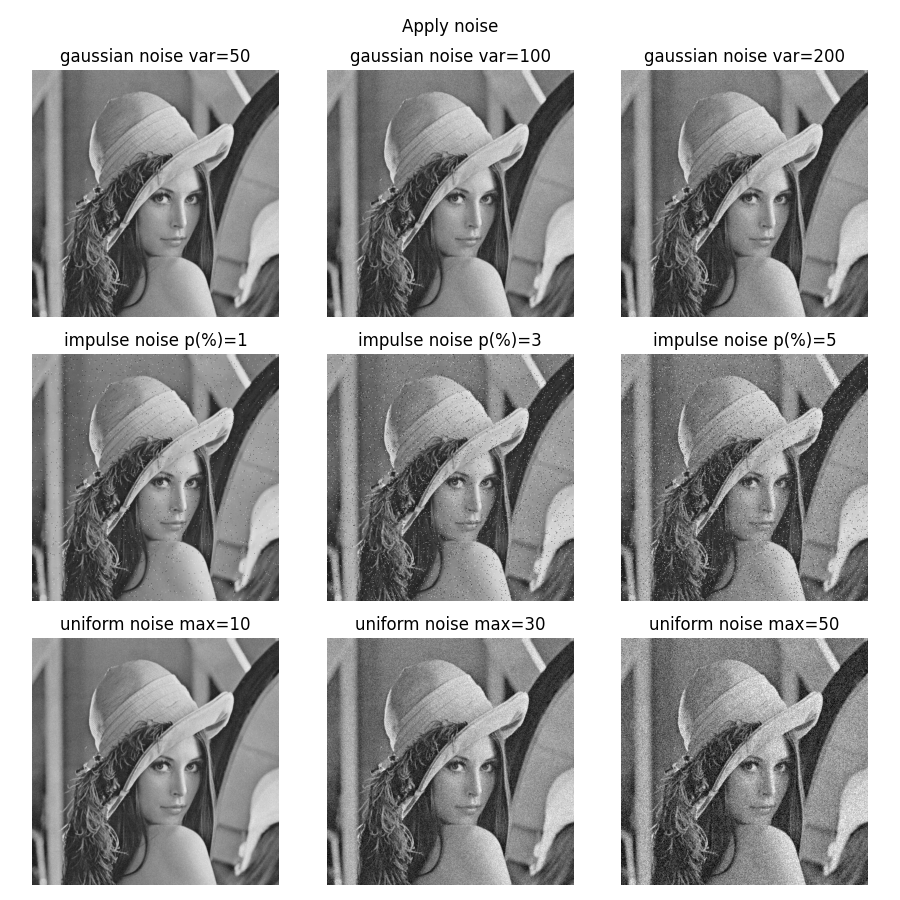 Apply noise
gaussian noise var=50
gaussian noise var=100
gaussian noise var=200
impulse noise p(%)=1
impulse noise p(%)=3
impulse noise p(%)=5
uniform noise max=10
uniform noise max=30
uniform noise max=50